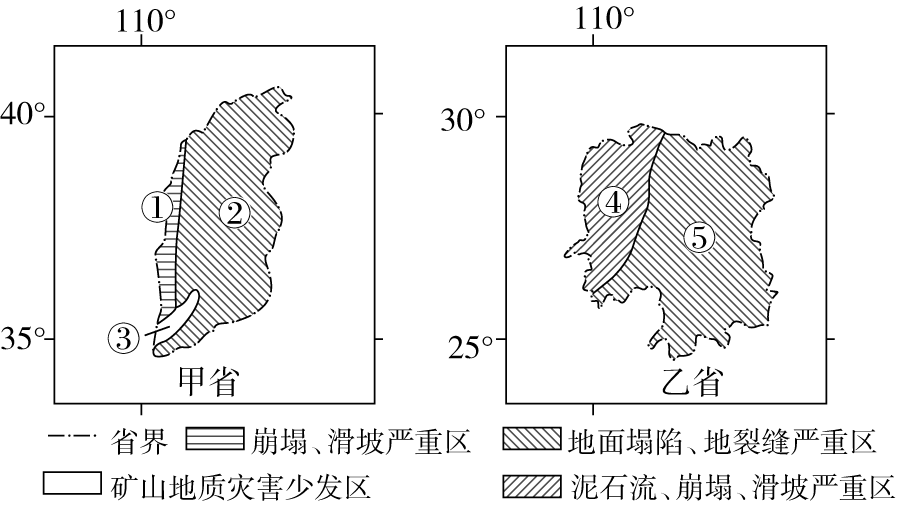 110°
110°
40°
30°
①
②
③
④
⑤
35°
25°
甲省
乙省
省界
崩塌、滑坡严重区
地面塌陷、地裂缝严重区
矿山地质灾害少发区
泥石流、崩塌、滑坡严重区